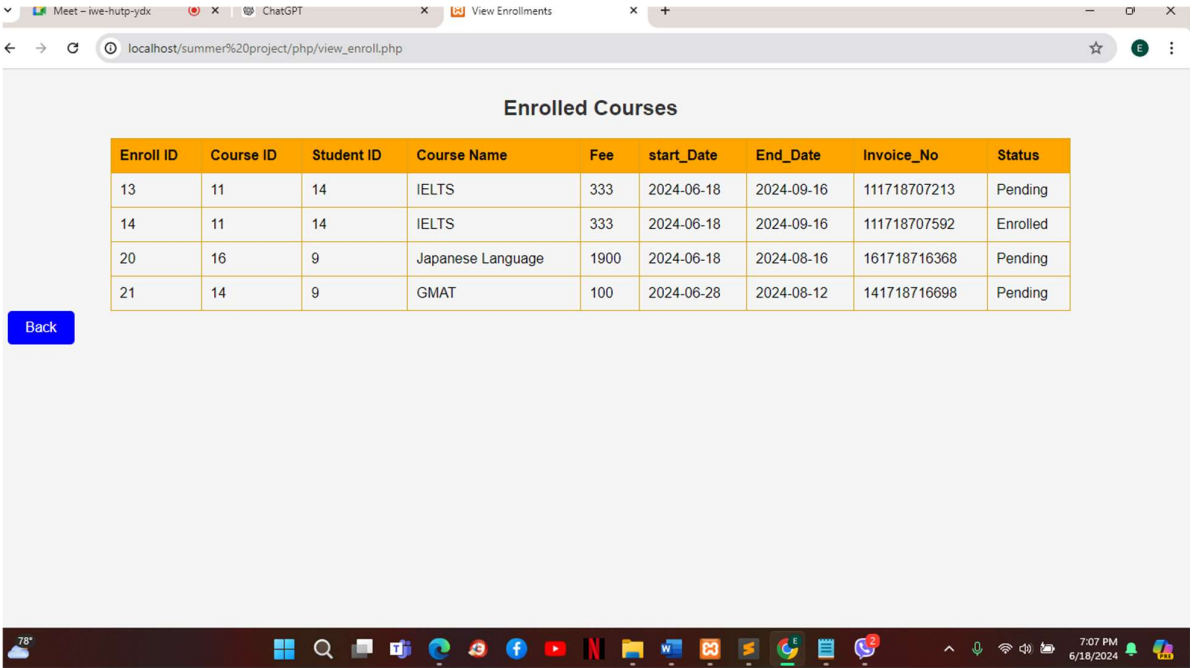 Meet – iwe-hutp-ydx ChatGPT View Enrollments
localhost/summer%20project/php/view_enroll.php E
Enrolled Courses
Enroll ID Course ID Student ID Course Name Fee start_Date End_Date Invoice_No Status
13 11 14 IELTS 333 2024-06-18 2024-09-16 111718707213 Pending
14 11 14 IELTS 333 2024-06-18 2024-09-16 111718707592 Enrolled
20 16 9 Japanese Language 1900 2024-06-18 2024-08-16 161718716368 Pending
21 14 9 GMAT 100 2024-06-28 2024-08-12 141718716698 Pending
Back
78° E 2 7:07 PM
6/18/2024 PRE